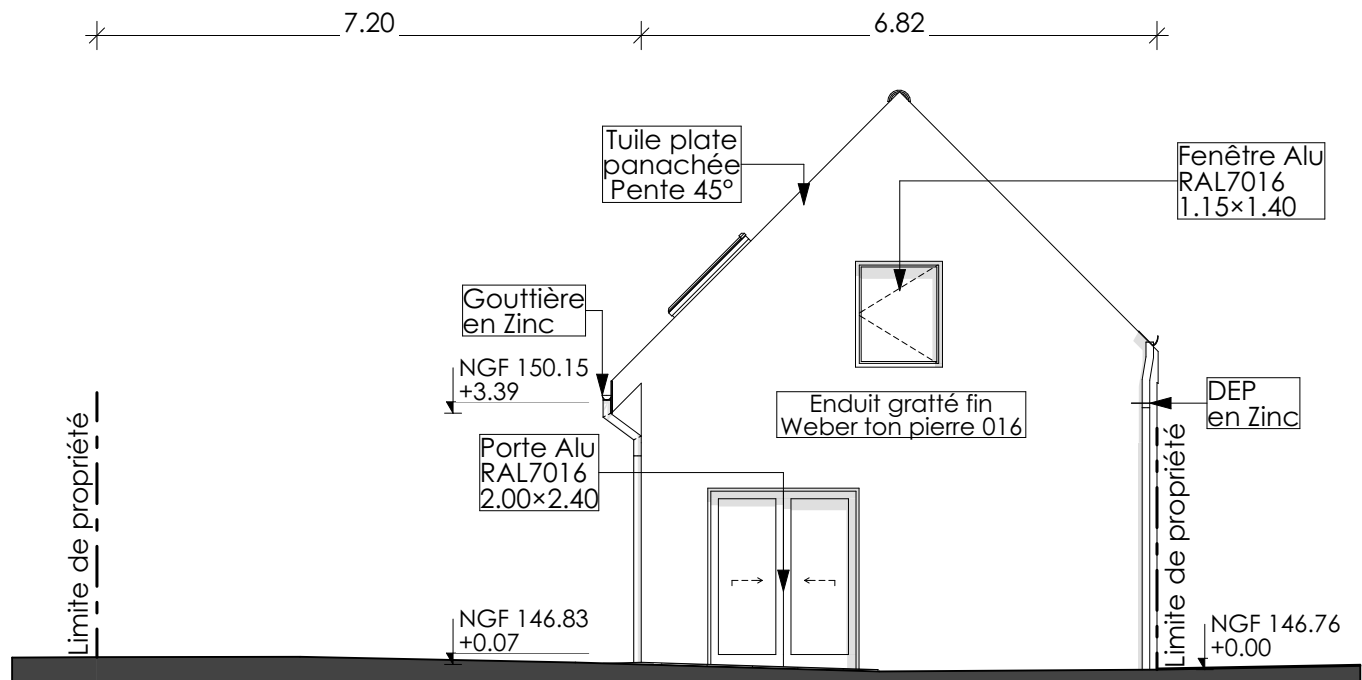 7.20
6.82
Tuile plate
panachée
Pente 45°
Fenêtre Alu
RAL7016
1.15×1.40
Gouttière
en Zinc
NGF 150.15
+3.39
DEP
en Zinc
Enduit gratté fin
Weber ton pierre 016
Porte Alu
RAL7016
2.00×2.40
Limite de propriété
Limite de propriété
NGF 146.83
+0.07
NGF 146.76
+0.00